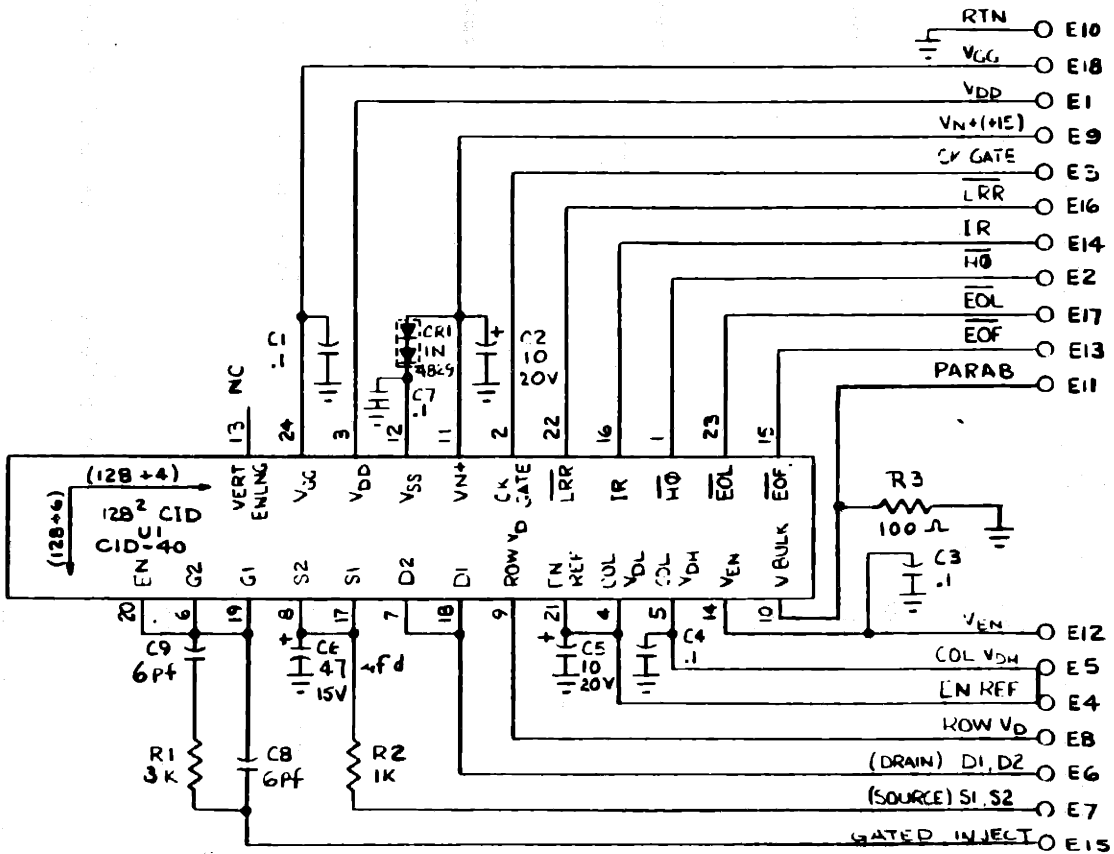 RTN E10
VGG E18
VDD E1
VN+(+15) E9
CK GATE E3
LRR E16
IR E14
HΦ E2
EOL E17
EOF E13
PARAB E11
C1
.1
CR1
1N
4829
C2
10
20V
C7
.1
NC
13
24
3
12
11
2
22
16
1
23
15
(128+4)
(128+6)
128² CID
U1
CID-40
VERT
ENLNG
VGG
VDD
VSS
VN+
CK
GATE
LRR
IR
HΦ
EOL
EOF
R3
100 Ω
EN
G2
G1
S2
S1
D2
D1
ROW VD
EN
REF
COL
VDL
COL
VDH
VEN
V BULK
C3
.1
20
6
19
8
17
7
18
9
21
4
5
14
10
VEN E12
C9
6Pf
C6
47
15V
µfd
C5
10
20V
C4
.1
COL VDH E5
EN REF E4
ROW VD E8
R1
3K
C8
6Pf
R2
1K
(DRAIN) D1, D2 E6
(SOURCE) S1, S2 E7
GATED INJECT E15